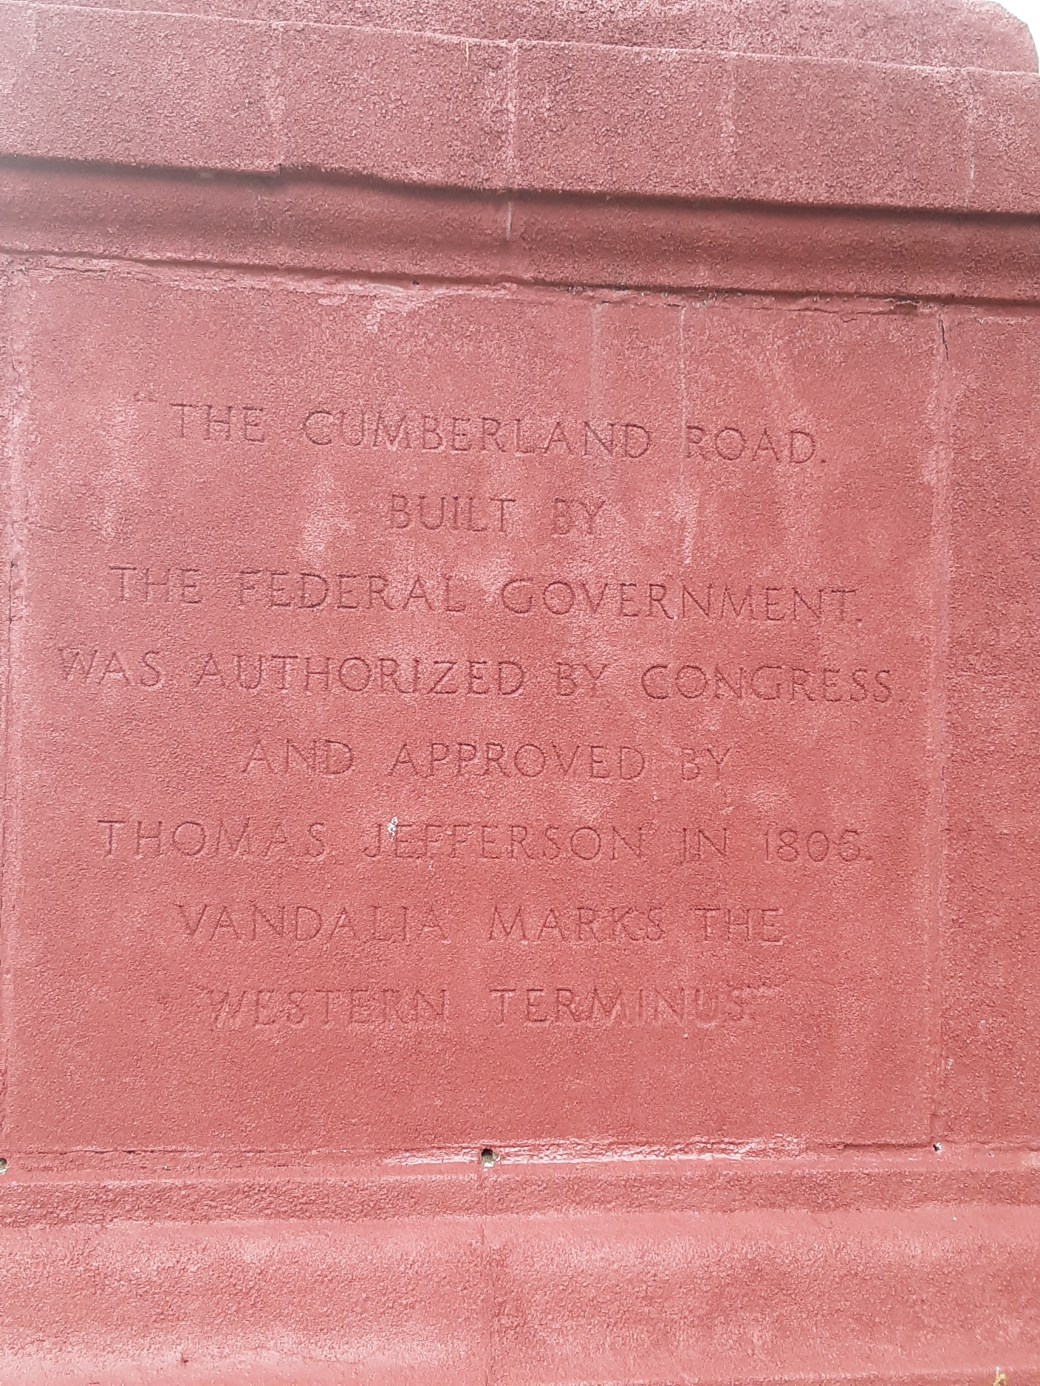 "THE CUMBERLAND ROAD.
BUILT BY
THE FEDERAL GOVERNMENT.
WAS AUTHORIZED BY CONGRESS
AND APPROVED BY
THOMAS JEFFERSON IN 1806.
VANDALIA MARKS THE
WESTERN TERMINUS."